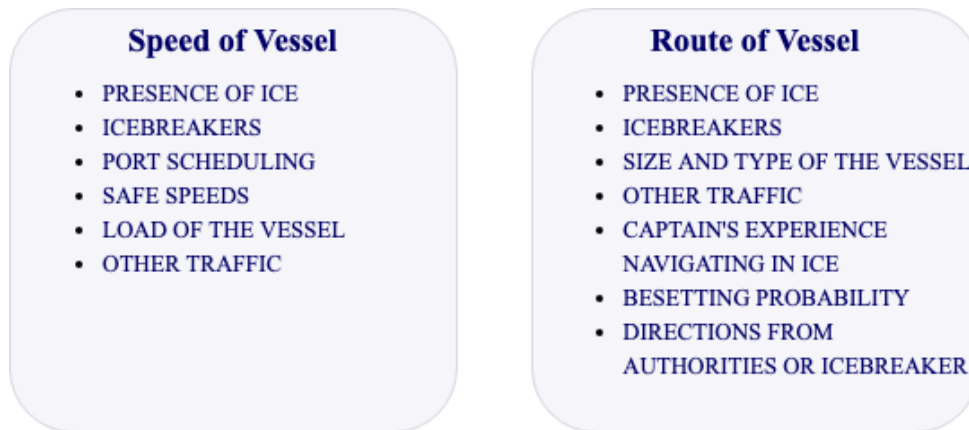 Speed of Vessel
• PRESENCE OF ICE
• ICEBREAKERS
• PORT SCHEDULING
• SAFE SPEEDS
• LOAD OF THE VESSEL
• OTHER TRAFFIC
Route of Vessel
• PRESENCE OF ICE
• ICEBREAKERS
• SIZE AND TYPE OF THE VESSEL
• OTHER TRAFFIC
• CAPTAIN'S EXPERIENCE
NAVIGATING IN ICE
• BESETTING PROBABILITY
• DIRECTIONS FROM
AUTHORITIES OR ICEBREAKER